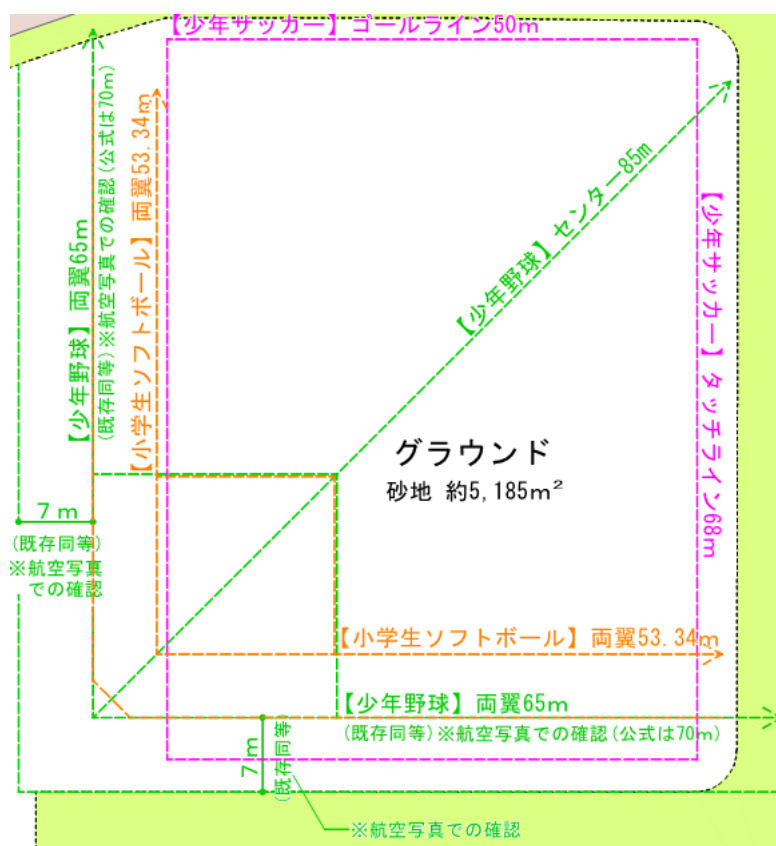 【少年サッカー】ゴールライン50m
【少年野球】両翼65m
(既存同等)※航空写真での確認(公式は70m)
【小学生ソフトボール】両翼53.34m
【少年野球】センター85m
【少年サッカー】タッチライン68m
グラウンド
砂地 約5,185m²
7m
(既存同等)
※航空写真
での確認
【小学生ソフトボール】両翼53.34m
【少年野球】両翼65m
(既存同等)※航空写真での確認(公式は70m)
7m
(既存同等)
※航空写真での確認